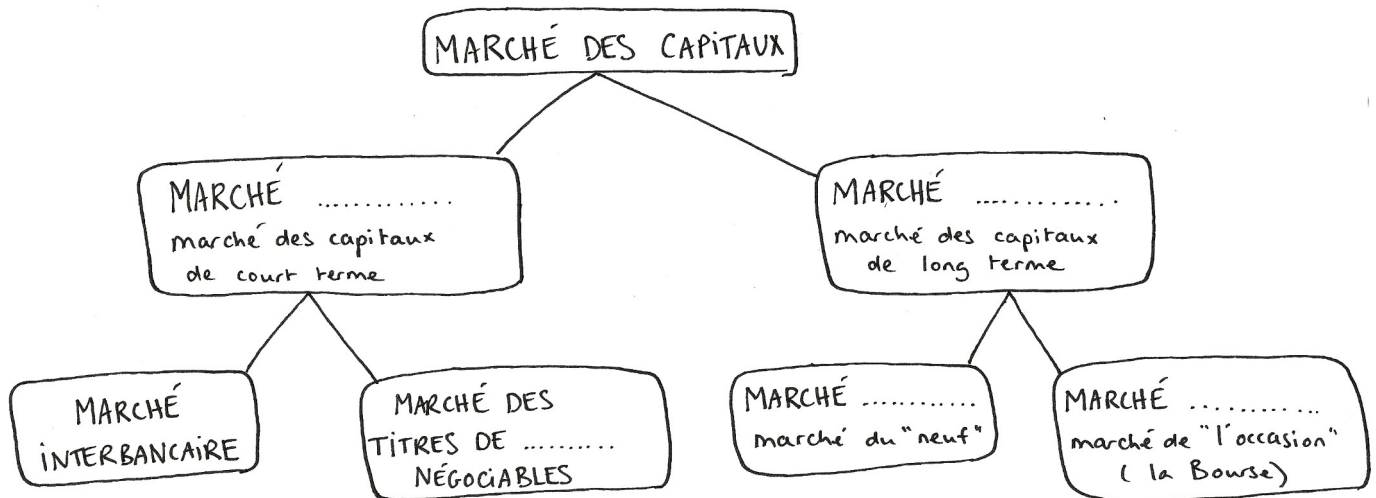 MARCHÉ DES CAPITAUX
MARCHÉ .............
marché des capitaux
de court terme
MARCHÉ .............
marché des capitaux
de long terme
MARCHÉ
INTERBANCAIRE
MARCHÉ DES
TITRES DE ..........
NÉGOCIABLES
MARCHÉ ............
marché du "neuf"
MARCHÉ ............
marché de "l'occasion"
( la Bourse)